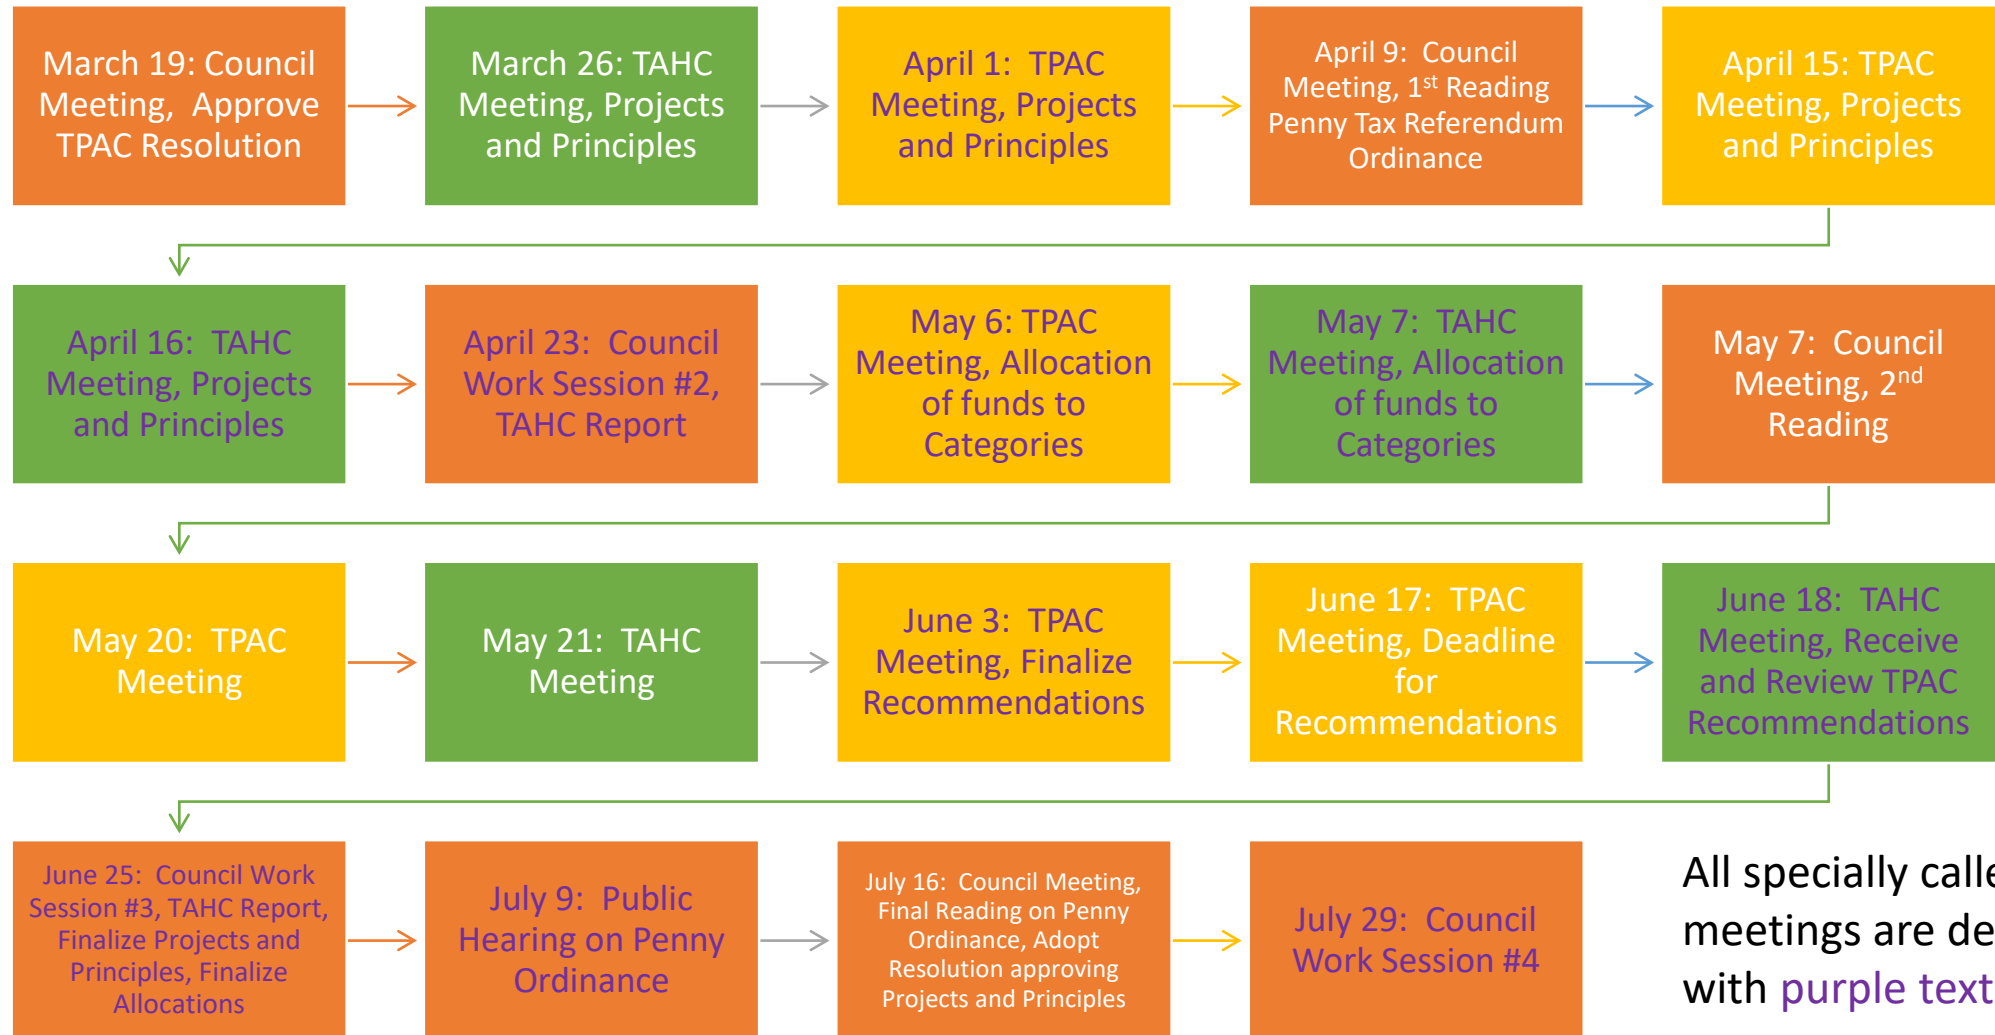 March 19: Council
Meeting, Approve
TPAC Resolution
March 26: TAHC
Meeting, Projects
and Principles
April 1: TPAC
Meeting, Projects
and Principles
April 9: Council
Meeting, 1st Reading
Penny Tax Referendum
Ordinance
April 15: TPAC
Meeting, Projects
and Principles
April 16: TAHC
Meeting, Projects
and Principles
April 23: Council
Work Session #2,
TAHC Report
May 6: TPAC
Meeting, Allocation
of funds to
Categories
May 7: TAHC
Meeting, Allocation
of funds to
Categories
May 7: Council
Meeting, 2nd
Reading
May 20: TPAC
Meeting
May 21: TAHC
Meeting
June 3: TPAC
Meeting, Finalize
Recommendations
June 17: TPAC
Meeting, Deadline
for
Recommendations
June 18: TAHC
Meeting, Receive
and Review TPAC
Recommendations
June 25: Council Work
Session #3, TAHC Report,
Finalize Projects and
Principles, Finalize
Allocations
July 9: Public
Hearing on Penny
Ordinance
July 16: Council Meeting,
Final Reading on Penny
Ordinance, Adopt
Resolution approving
Projects and Principles
July 29: Council
Work Session #4
All specially calle
meetings are de
with purple text